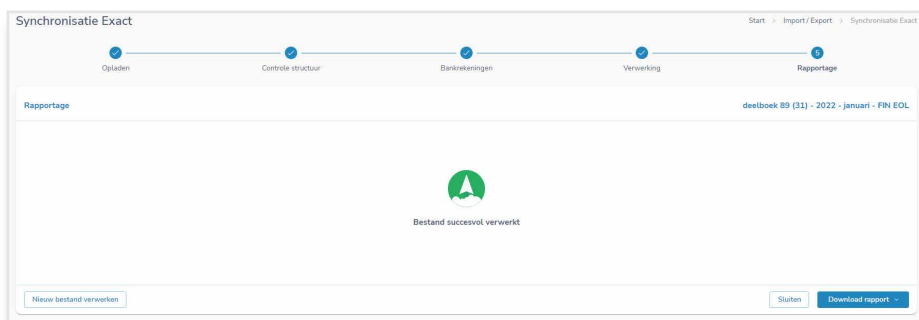 Synchronisatie Exact
Start > Import / Export > Synchronisatie Exact
Opladen
Controle structuur
Bankrekeningen
Verwerking
5
Rapportage
Rapportage
deelboek 89 (31) - 2022 - januari - FIN EOL
Bestand succesvol verwerkt
Nieuw bestand verwerken
Sluiten
Download rapport